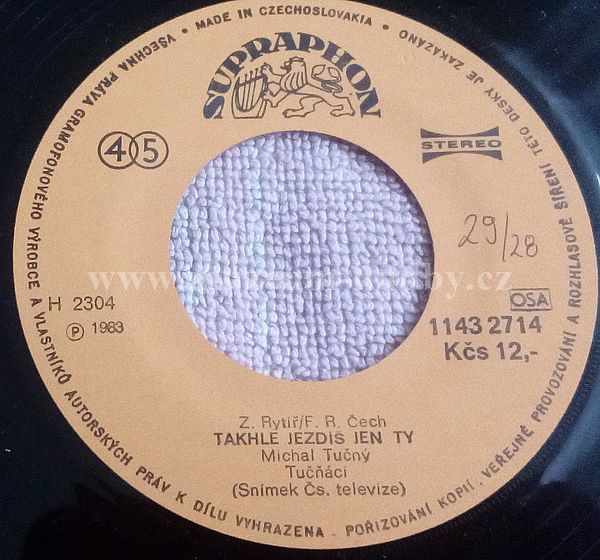 • MADE IN CZECHOSLOVAKIA •
SUPRAPHON
45
STEREO
29/28
H 2304
Ⓟ 1983
OSA
1143 2714
Kčs 12,-
Z. Rytíř/F. R. Čech
TAKHLE JEZDÍŠ JEN TY
Michal Tučný
Tučňáci
(Snímek Čs. televize)
VŠECHNA PRÁVA GRAMOFONOVÉHO VÝROBCE A VLASTNÍKŮ AUTORSKÝCH PRÁV K DÍLU VYHRAZENA. POŘIZOVÁNÍ KOPIÍ, VEŘEJNÉ PROVOZOVÁNÍ A ROZHLASOVÉ ŠÍŘENÍ TÉTO DESKY JE ZAKÁZÁNO